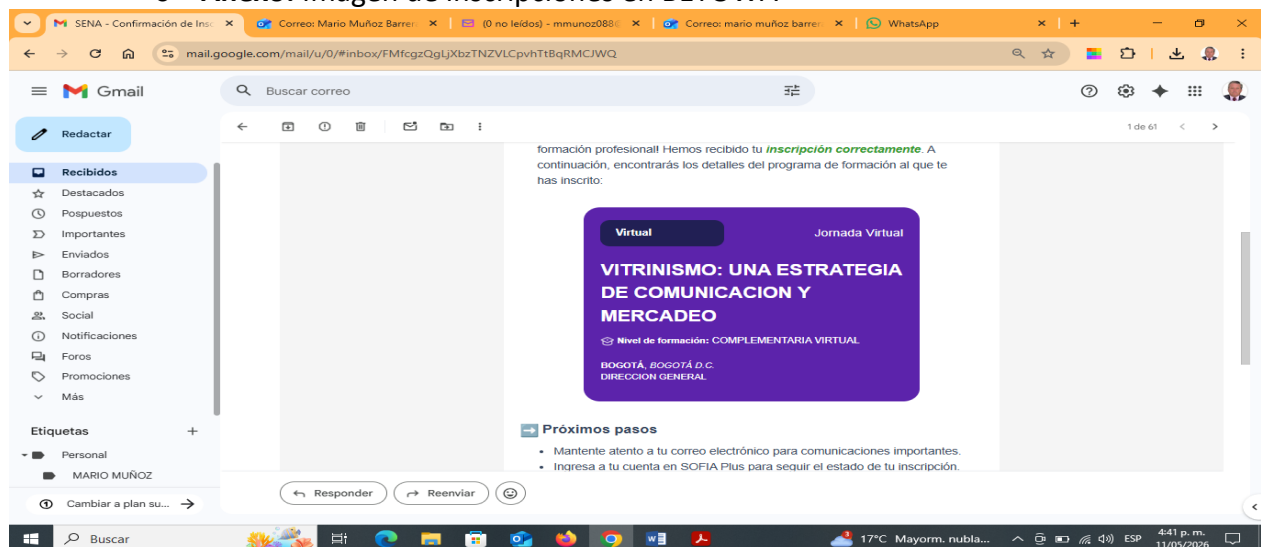 SENA - Confirmación de Insc
Correo: Mario Muñoz Barrer
(0 no leídos) - mmunoz088
Correo: mario muñoz barrer
WhatsApp
mail.google.com/mail/u/0/#inbox/FMfcgzQgLjXbzTNZVLCpvhTtBqRMCJWQ
Gmail
Buscar correo
Redactar
1 de 61
Recibidos
Destacados
Pospuestos
Importantes
Enviados
Borradores
Compras
Social
Notificaciones
Foros
Promociones
Más
Etiquetas
Personal
MARIO MUÑOZ
Cambiar a plan su...
formación profesional! Hemos recibido tu inscripción correctamente. A
continuación, encontrarás los detalles del programa de formación al que te
has inscrito:
Virtual
Jornada Virtual
VITRINISMO: UNA ESTRATEGIA
DE COMUNICACION Y
MERCADEO
Nivel de formación: COMPLEMENTARIA VIRTUAL
BOGOTÁ, BOGOTÁ D.C.
DIRECCION GENERAL
Próximos pasos
• Mantente atento a tu correo electrónico para comunicaciones importantes.
• Ingresa a tu cuenta en SOFIA Plus para seguir el estado de tu inscripción.
Responder
Reenviar
Buscar
17°C Mayorm. nubla...
ESP
4:41 p. m.
11/05/2026